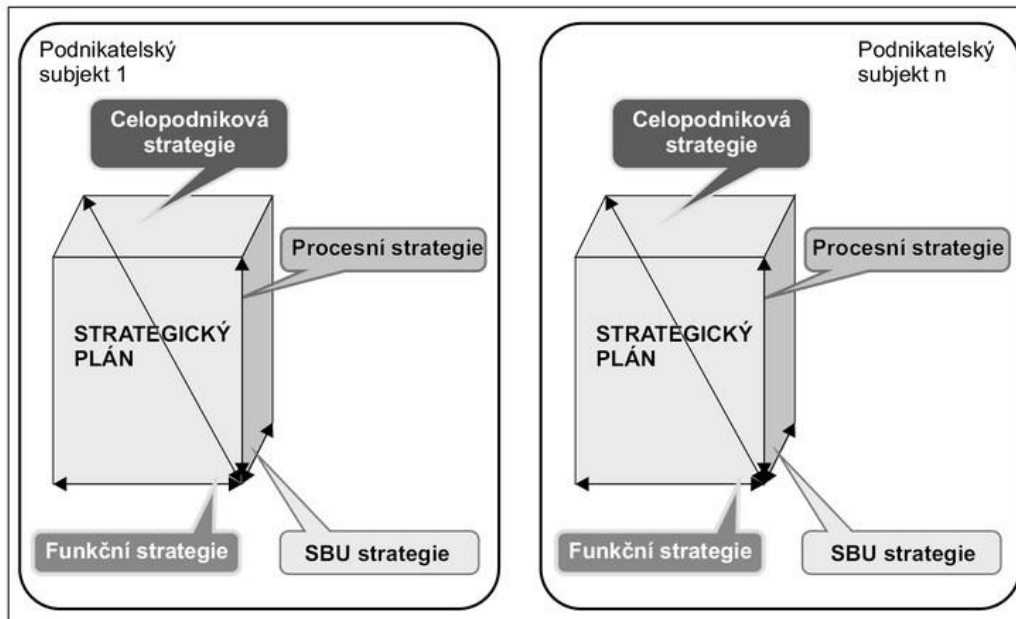 Podnikatelský
subjekt 1
Celopodniková
strategie
Procesní strategie
STRATEGICKÝ
PLÁN
Funkční strategie
SBU strategie
Podnikatelský
subjekt n
Celopodniková
strategie
Procesní strategie
STRATEGICKÝ
PLÁN
Funkční strategie
SBU strategie